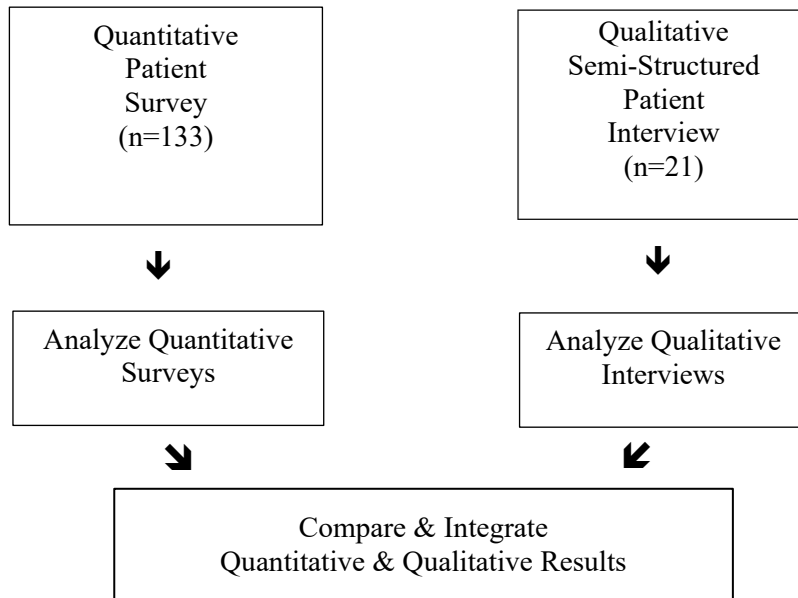 Quantitative
Patient
Survey
(n=133)
Qualitative
Semi-Structured
Patient
Interview
(n=21)
Analyze Quantitative
Surveys
Analyze Qualitative
Interviews
Compare & Integrate
Quantitative & Qualitative Results